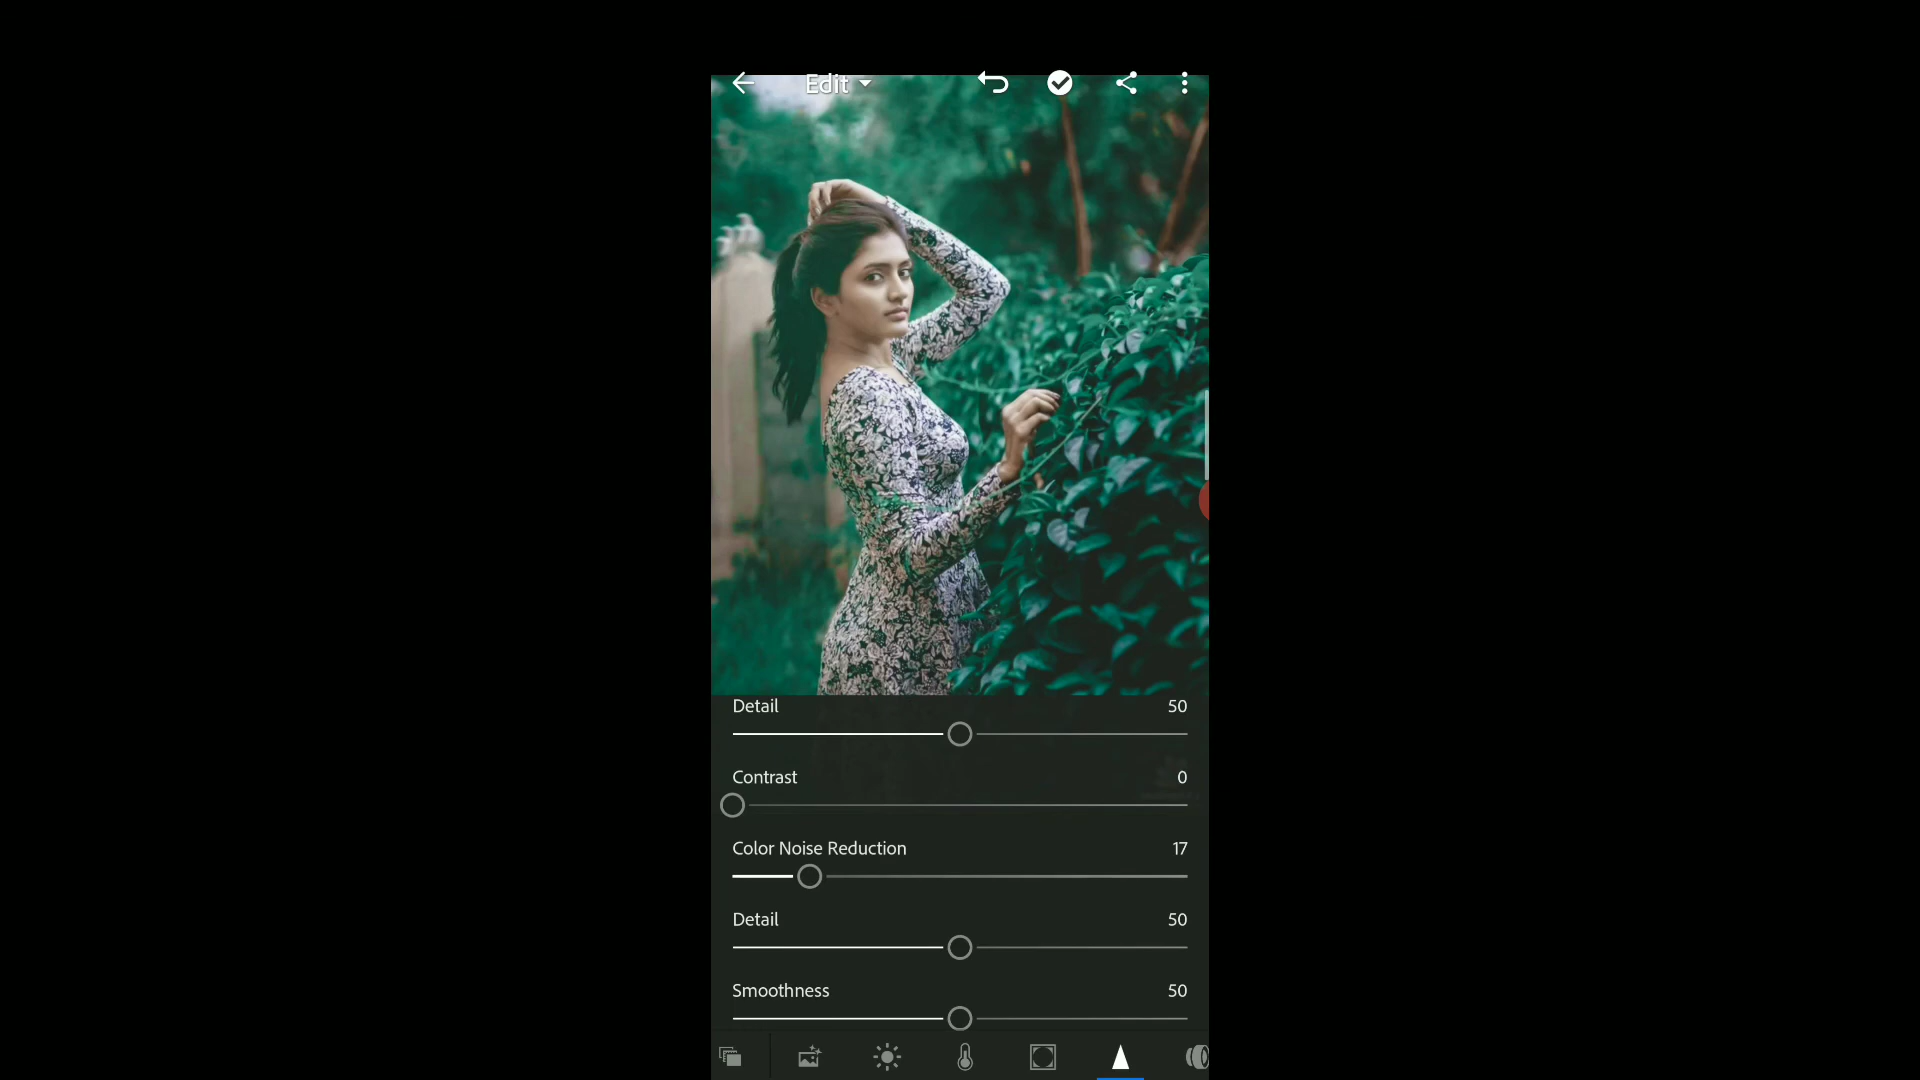 Edit
Detail 50
Contrast 0
Color Noise Reduction 17
Detail 50
Smoothness 50